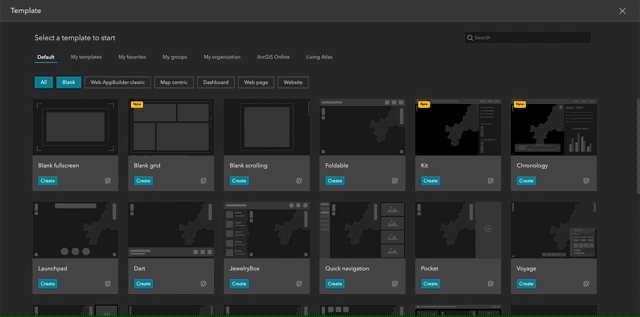 Template
Select a template to start
Search
Default My templates My favorites My groups My organization ArcGIS Online Living Atlas
All Blank Web AppBuilder classic Map centric Dashboard Web page Website
New New New
Blank fullscreen Blank grid Blank scrolling Foldable Kit Chronology
Create Create Create Create Create Create
Launchpad Dart JewelryBox Quick navigation Pocket Voyage
Create Create Create Create Create Create